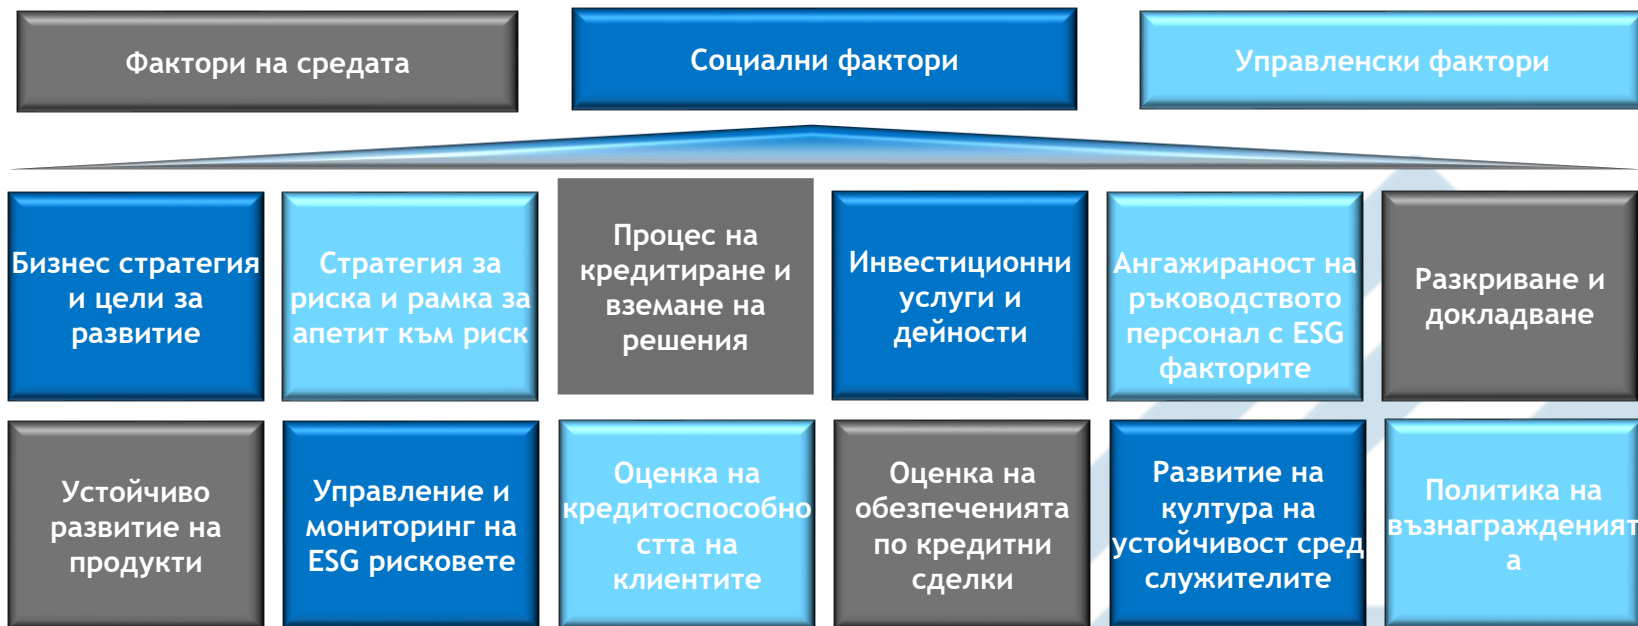 Фактори на средата
Социални фактори
Управленски фактори
Бизнес стратегия
и цели за
развитие
Стратегия за
риска и рамка за
апетит към риск
Процес на
кредитиране и
вземане на
решения
Инвестиционни
услуги и
дейности
Ангажираност на
ръководството
персонал с ESG
факторите
Разкриване и
докладване
Устойчиво
развитие на
продукти
Управление и
мониторинг на
ESG рисковете
Оценка на
кредитоспособно
стта на
клиентите
Оценка на
обезпеченията
по кредитни
сделки
Развитие на
култура на
устойчивост сред
служителите
Политика на
възнагражденият
а